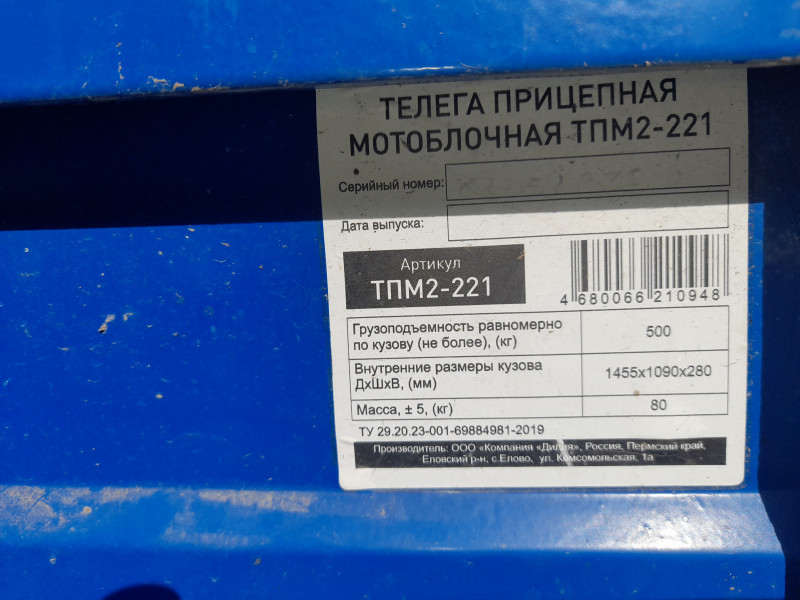 ТЕЛЕГА ПРИЦЕПНАЯ
МОТОБЛОЧНАЯ ТПМ2-221
Серийный номер:
Дата выпуска:
Артикул
ТПМ2-221
4 680066 210948
Грузоподъемность равномерно
по кузову (не более), (кг)
500
Внутренние размеры кузова
ДхШхВ, (мм)
1455х1090х280
Масса, ± 5, (кг)
80
ТУ 29.20.23-001-69884981-2019
Производитель: ООО «Компания «Дилия», Россия, Пермский край,
Еловский р-н, с.Елово, ул. Комсомольская, 1а